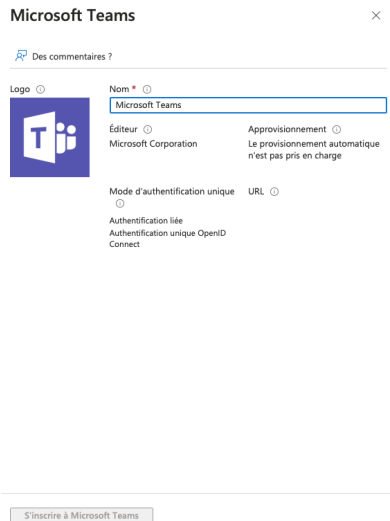 Microsoft Teams
Des commentaires ?
Logo
Nom *
Microsoft Teams
Éditeur
Approvisionnement
Microsoft Corporation
Le provisionnement automatique
n'est pas pris en charge
Mode d'authentification unique
URL
Authentification liée
Authentification unique OpenID
Connect
S'inscrire à Microsoft Teams